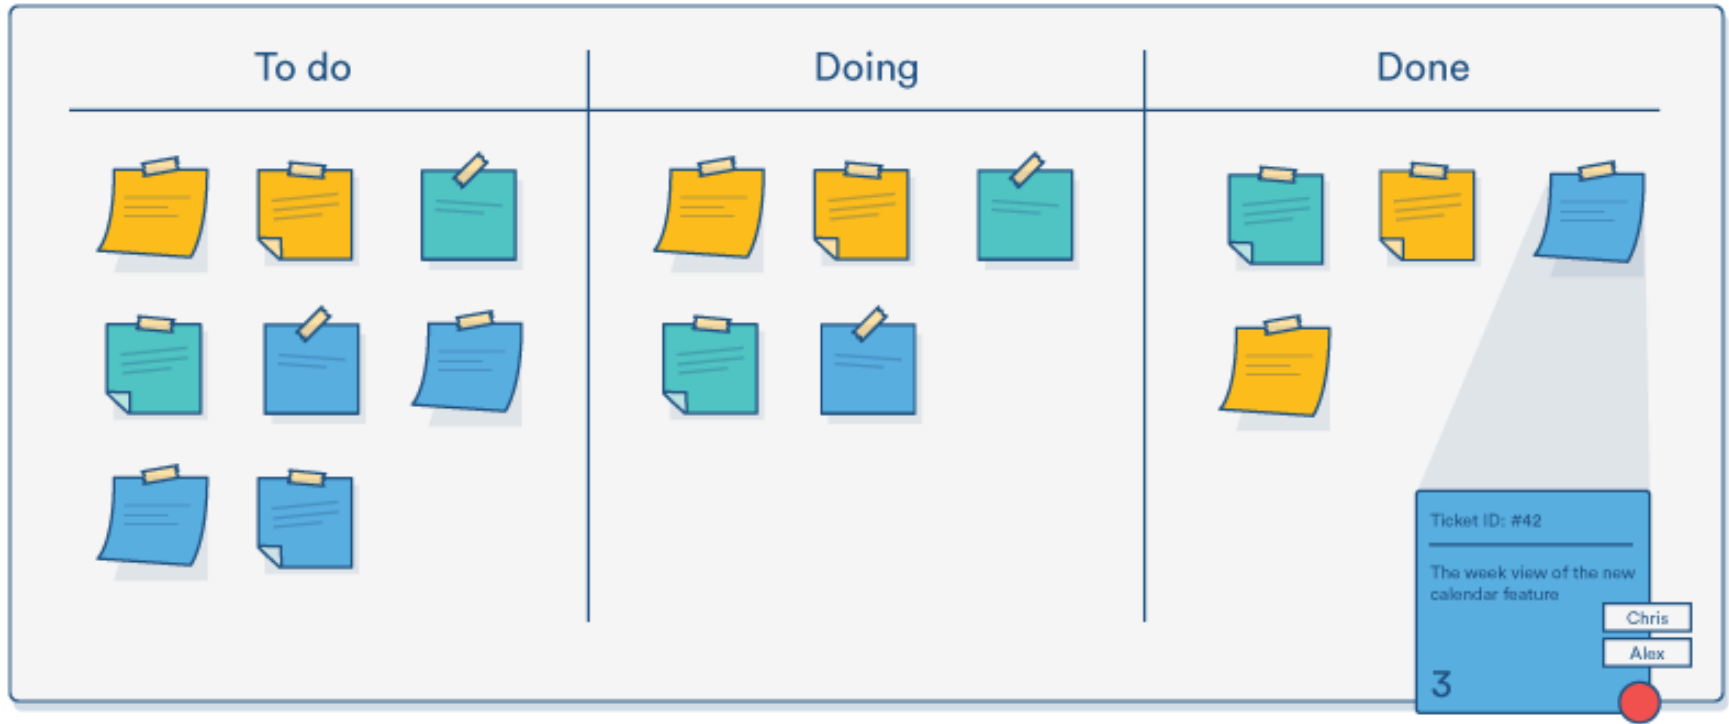 To do
Doing
Done
Ticket ID: #42
The week view of the new
calendar feature
Chris
Alex
3